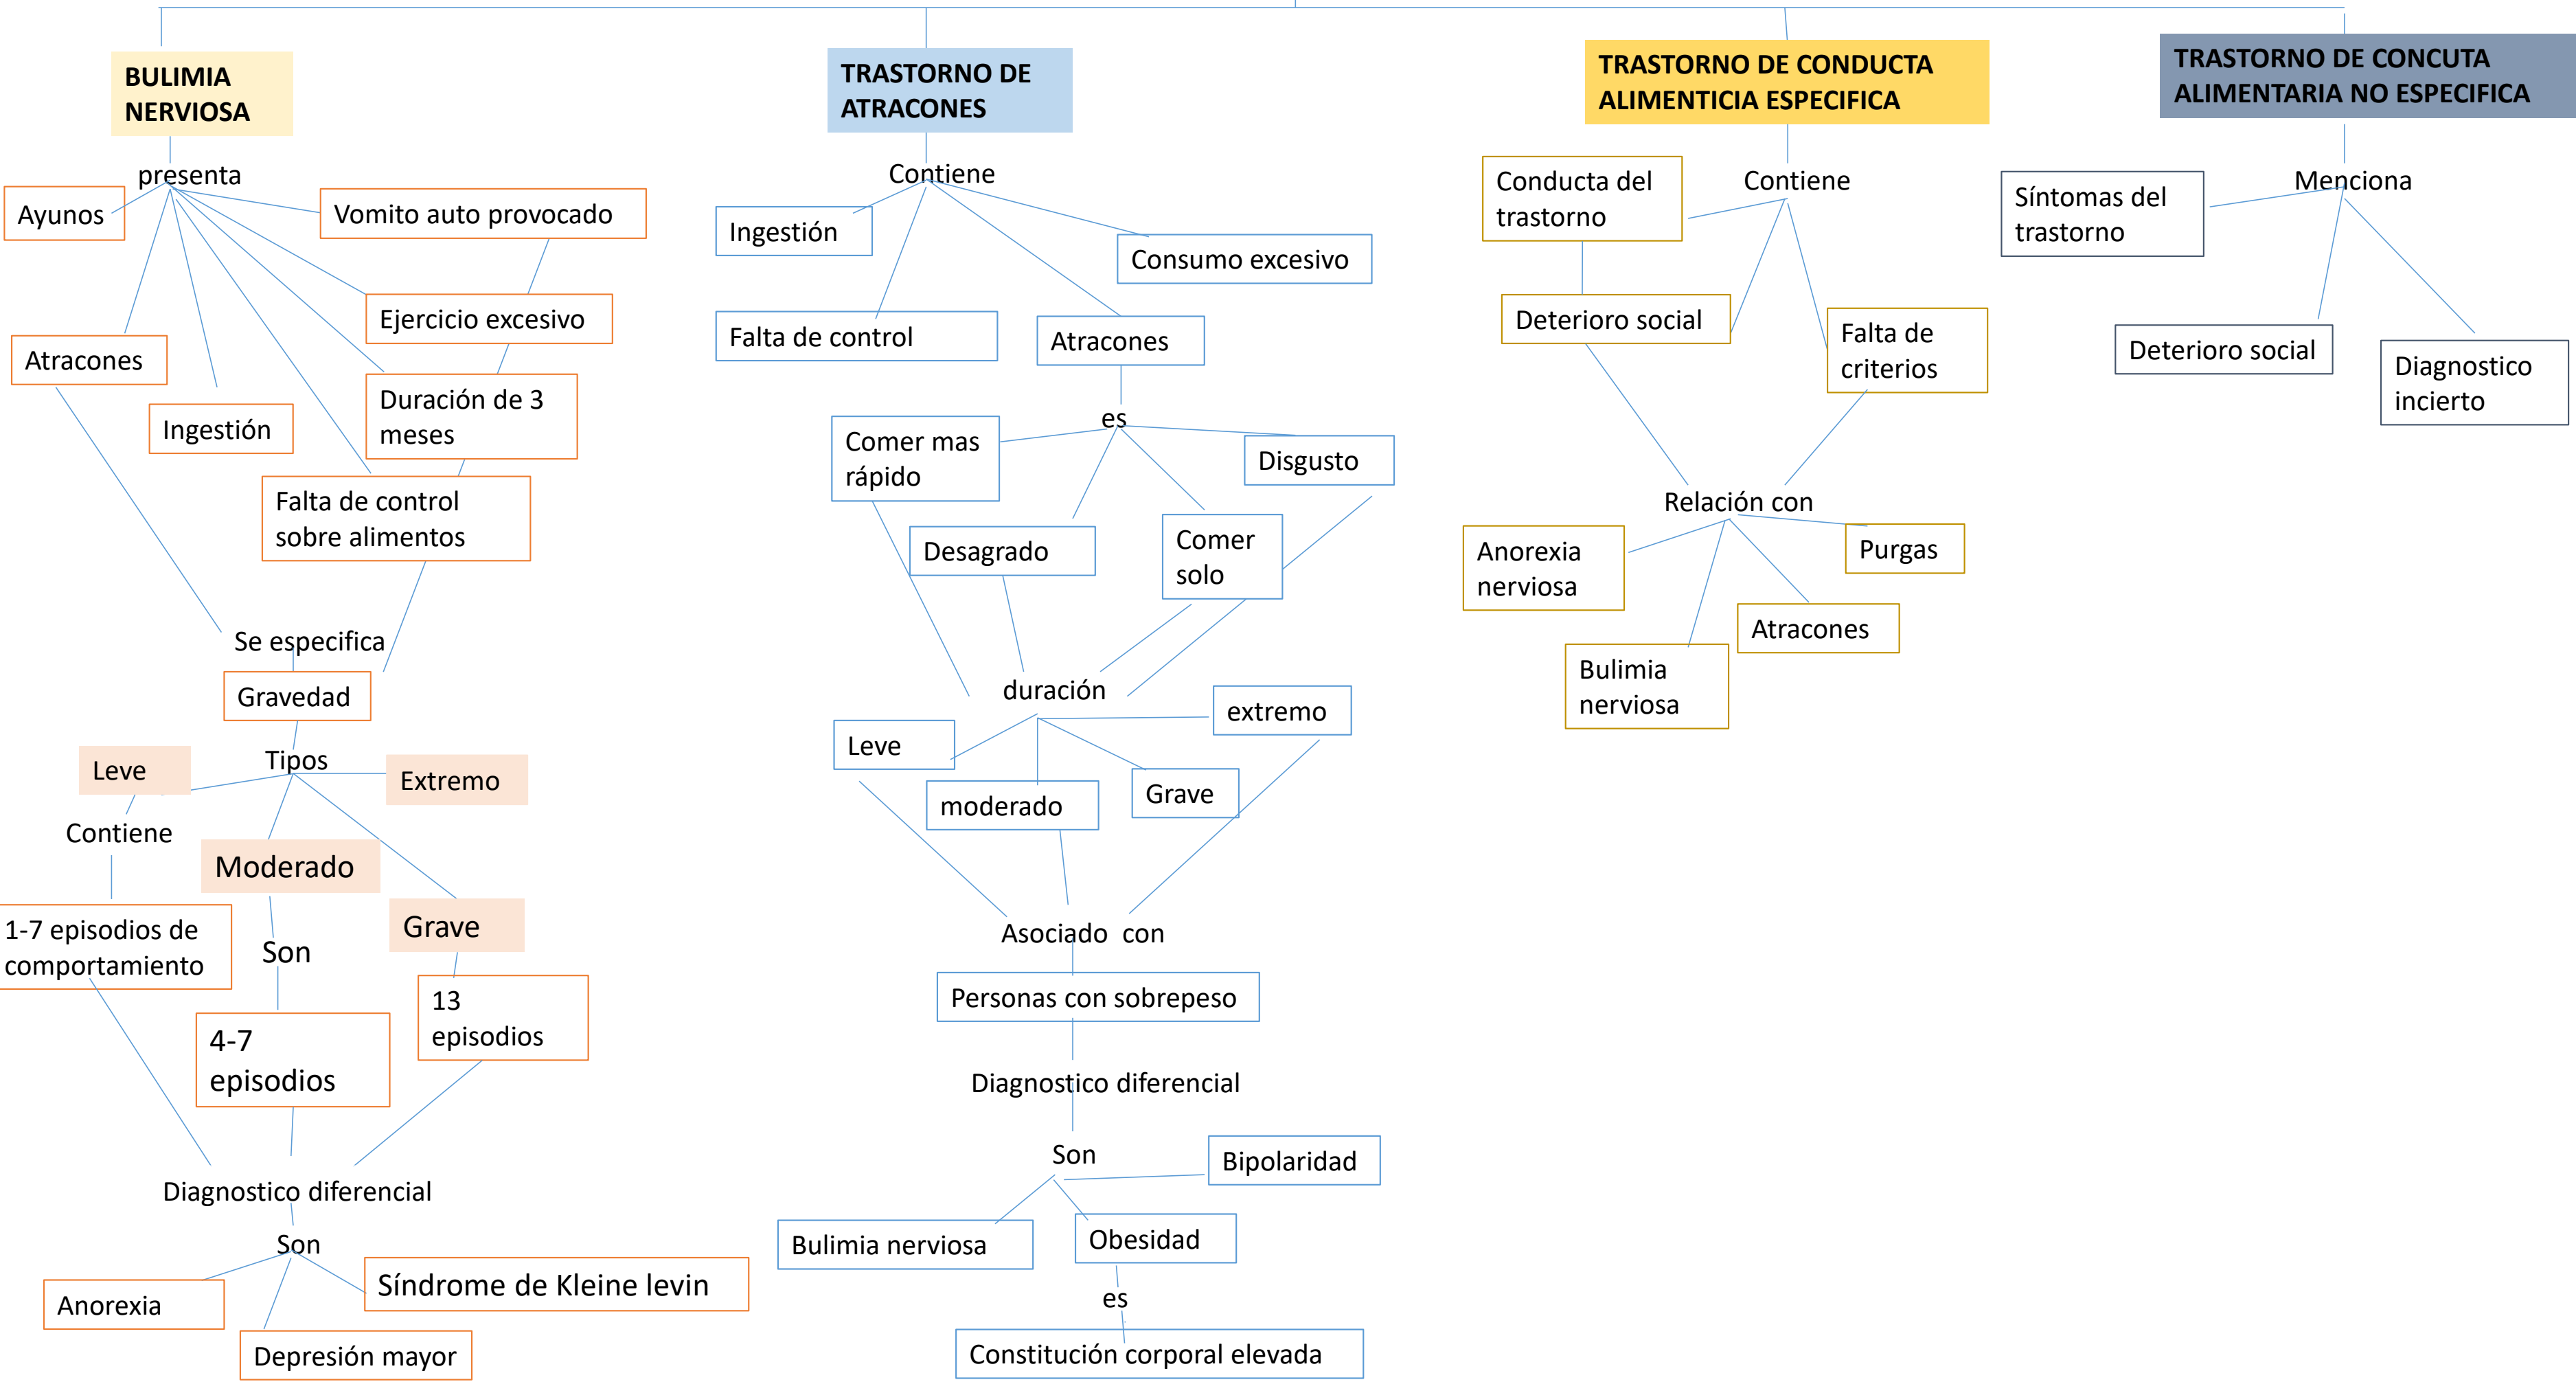 BULIMIA
NERVIOSA
presenta
Ayunos
Vomito auto provocado
Ejercicio excesivo
Atracones
Duración de 3
meses
Ingestión
Falta de control
sobre alimentos
Se especifica
Gravedad
Tipos
Leve
Extremo
Contiene
Moderado
Grave
1-7 episodios de
comportamiento
Son
13
episodios
4-7
episodios
Diagnostico diferencial
Son
Anorexia
Síndrome de Kleine levin
Depresión mayor
TRASTORNO DE
ATRACONES
Contiene
Ingestión
Consumo excesivo
Falta de control
Atracones
es
Comer mas
rápido
Disgusto
Desagrado
Comer
solo
duración
extremo
Leve
Grave
moderado
Asociado  con
Personas con sobrepeso
Diagnostico diferencial
Son
Bipolaridad
Bulimia nerviosa
Obesidad
es
Constitución corporal elevada
TRASTORNO DE CONDUCTA
ALIMENTICIA ESPECIFICA
Conducta del
trastorno
Contiene
Deterioro social
Falta de
criterios
Relación con
Anorexia
nerviosa
Purgas
Atracones
Bulimia
nerviosa
TRASTORNO DE CONCUTA
ALIMENTARIA NO ESPECIFICA
Menciona
Síntomas del
trastorno
Deterioro social
Diagnostico
incierto